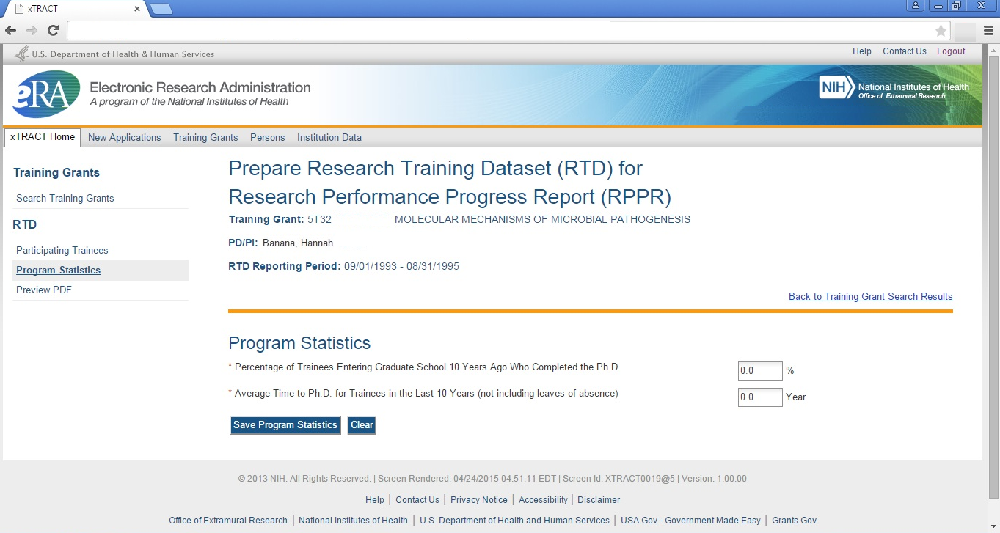 xTRACT
U.S. Department of Health & Human Services
Help Contact Us Logout
eRA
Electronic Research Administration
A program of the National Institutes of Health
NIH National Institutes of Health
Office of Extramural Research
xTRACT Home New Applications Training Grants Persons Institution Data
Training Grants
Search Training Grants
RTD
Participating Trainees
Program Statistics
Preview PDF
Prepare Research Training Dataset (RTD) for
Research Performance Progress Report (RPPR)
Training Grant: 5T32 MOLECULAR MECHANISMS OF MICROBIAL PATHOGENESIS
PD/PI: Banana, Hannah
RTD Reporting Period: 09/01/1993 - 08/31/1995
Back to Training Grant Search Results
Program Statistics
* Percentage of Trainees Entering Graduate School 10 Years Ago Who Completed the Ph.D. 0.0 %
* Average Time to Ph.D. for Trainees in the Last 10 Years (not including leaves of absence) 0.0 Year
Save Program Statistics Clear
© 2013 NIH. All Rights Reserved. | Screen Rendered: 04/24/2015 04:51:11 EDT | Screen Id: XTRACT0019@5 | Version: 1.00.00
Help | Contact Us | Privacy Notice | Accessibility | Disclaimer
Office of Extramural Research | National Institutes of Health | U.S. Department of Health and Human Services | USA.Gov - Government Made Easy | Grants.Gov